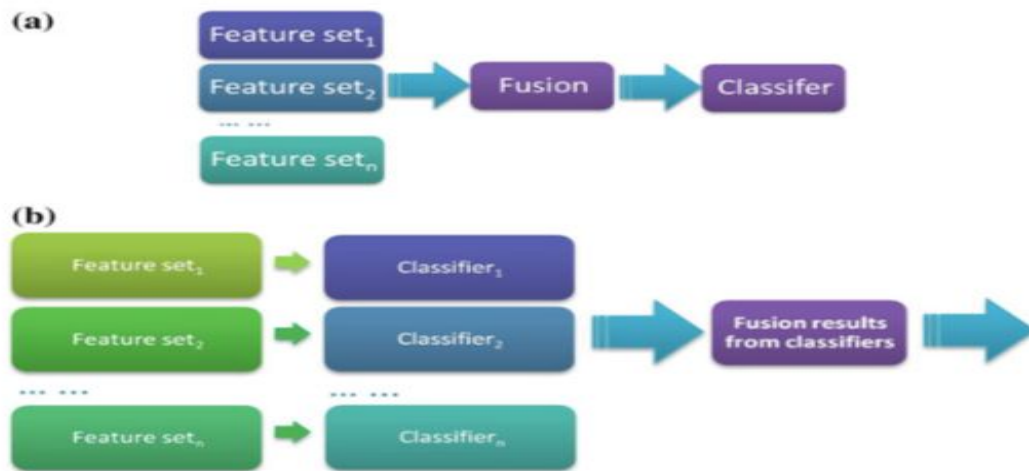 (a)
Feature set₁
Feature set₂
... ...
Feature setₙ
Fusion
Classifer
(b)
Feature set₁
Classifier₁
Feature set₂
Classifier₂
... ...
... ...
Feature setₙ
Classifierₙ
Fusion results
from classifiers